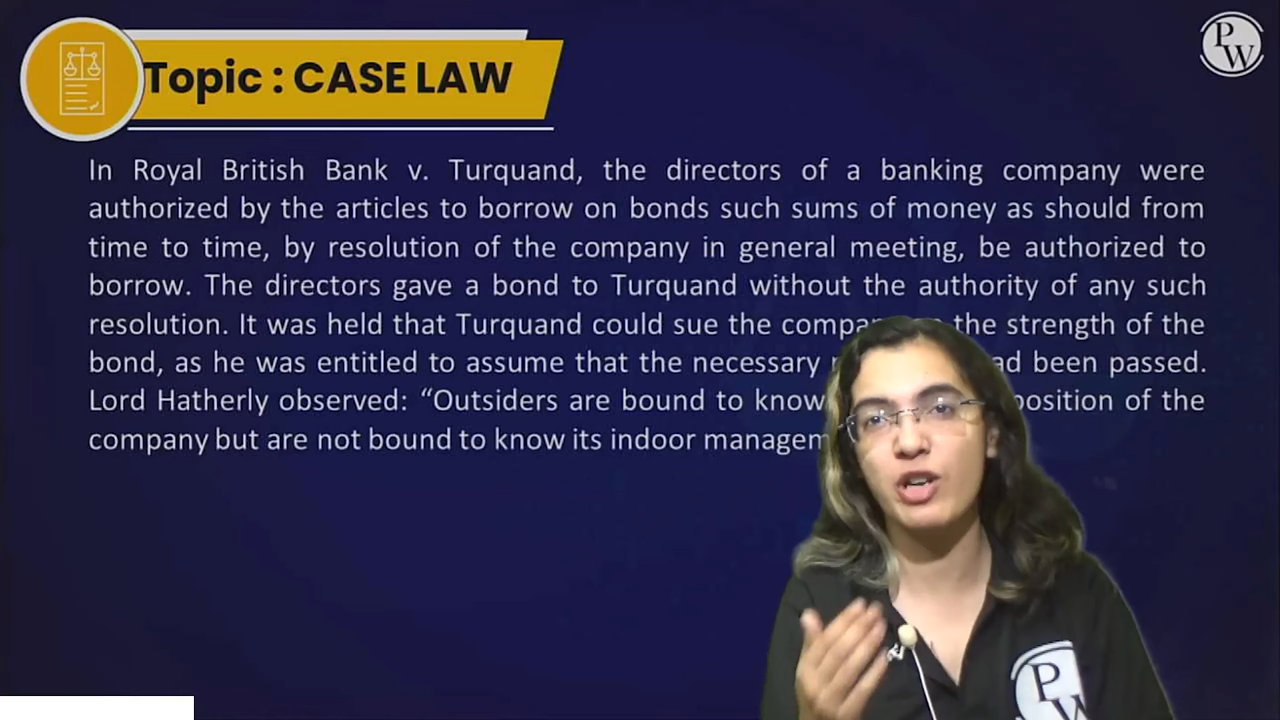 Topic : CASE LAW
PW
In Royal British Bank v. Turquand, the directors of a banking company were
authorized by the articles to borrow on bonds such sums of money as should from
time to time, by resolution of the company in general meeting, be authorized to
borrow. The directors gave a bond to Turquand without the authority of any such
resolution. It was held that Turquand could sue the compa the strength of the
bond, as he was entitled to assume that the necessary ad been passed.
Lord Hatherly observed: “Outsiders are bound to know position of the
company but are not bound to know its indoor managem
PW